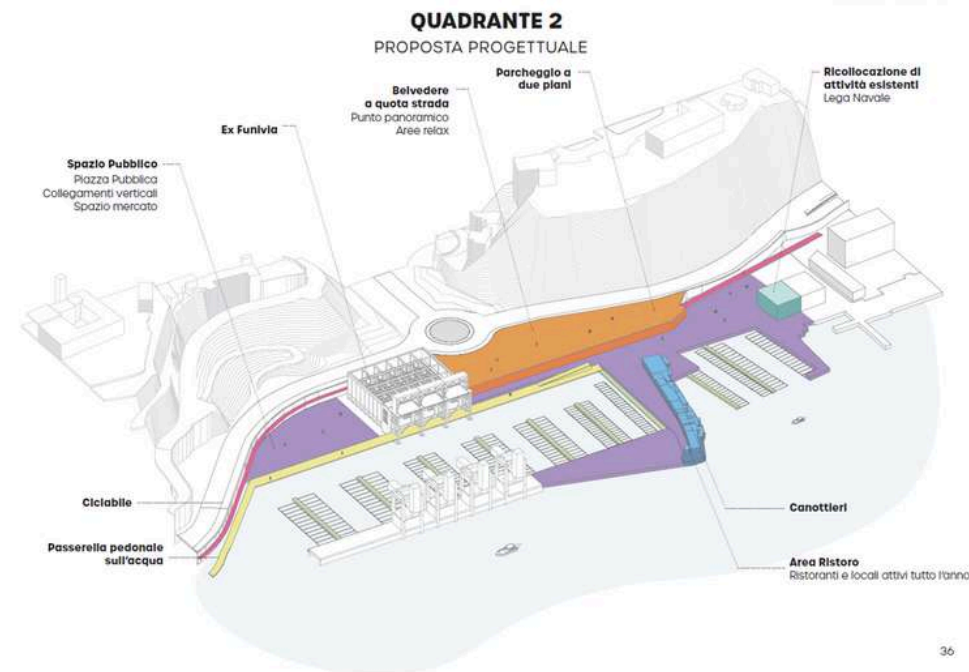 QUADRANTE 2
PROPOSTA PROGETTUALE
Parcheggio a
due piani
Ricollocazione di
attività esistenti
Lega Navale
Belvedere
a quota strada
Punto panoramico
Aree relax
Ex Funivia
Spazio Pubblico
Piazza Pubblica
Collegamenti verticali
Spazio mercato
Ciclabile
Passerella pedonale
sull'acqua
Canottieri
Area Ristoro
Ristoranti e locali attivi tutto l'anno
36